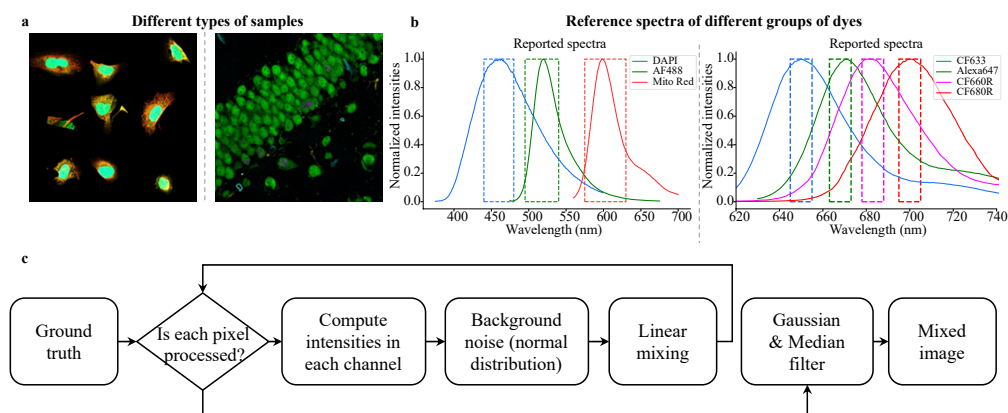 a
Different types of samples
b
Reference spectra of different groups of dyes
Reported spectra
Normalized intensities
1.0
0.8
0.6
0.4
0.2
0.0
DAPI
AF488
Mito Red
400 450 500 550 600 650 700
Wavelength (nm)
Reported spectra
Normalized intensities
1.0
0.8
0.6
0.4
0.2
0.0
CF633
Alexa647
CF660R
CF680R
620 640 660 680 700 720 740
Wavelength (nm)
c
Ground
truth
Is each pixel
processed?
Compute
intensities in
each channel
Background
noise (normal
distribution)
Linear
mixing
Gaussian
& Median
filter
Mixed
image